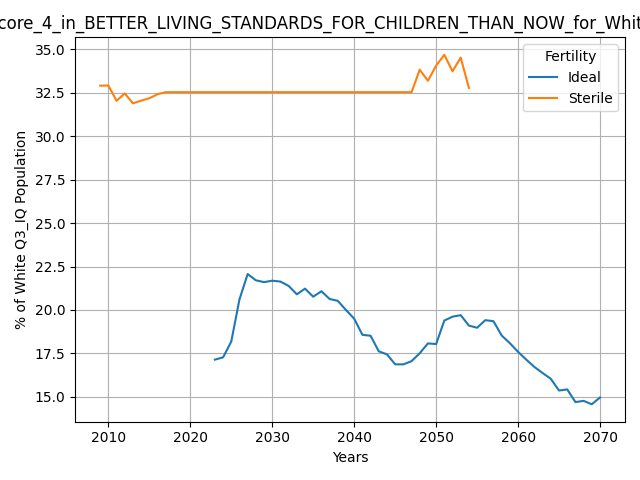 core_4_in_BETTER_LIVING_STANDARDS_FOR_CHILDREN_THAN_NOW_for_Whit
35.0
32.5
30.0
27.5
25.0
22.5
20.0
17.5
15.0
% of White Q3_IQ Population
Fertility
Ideal
Sterile
2010 2020 2030 2040 2050 2060 2070
Years